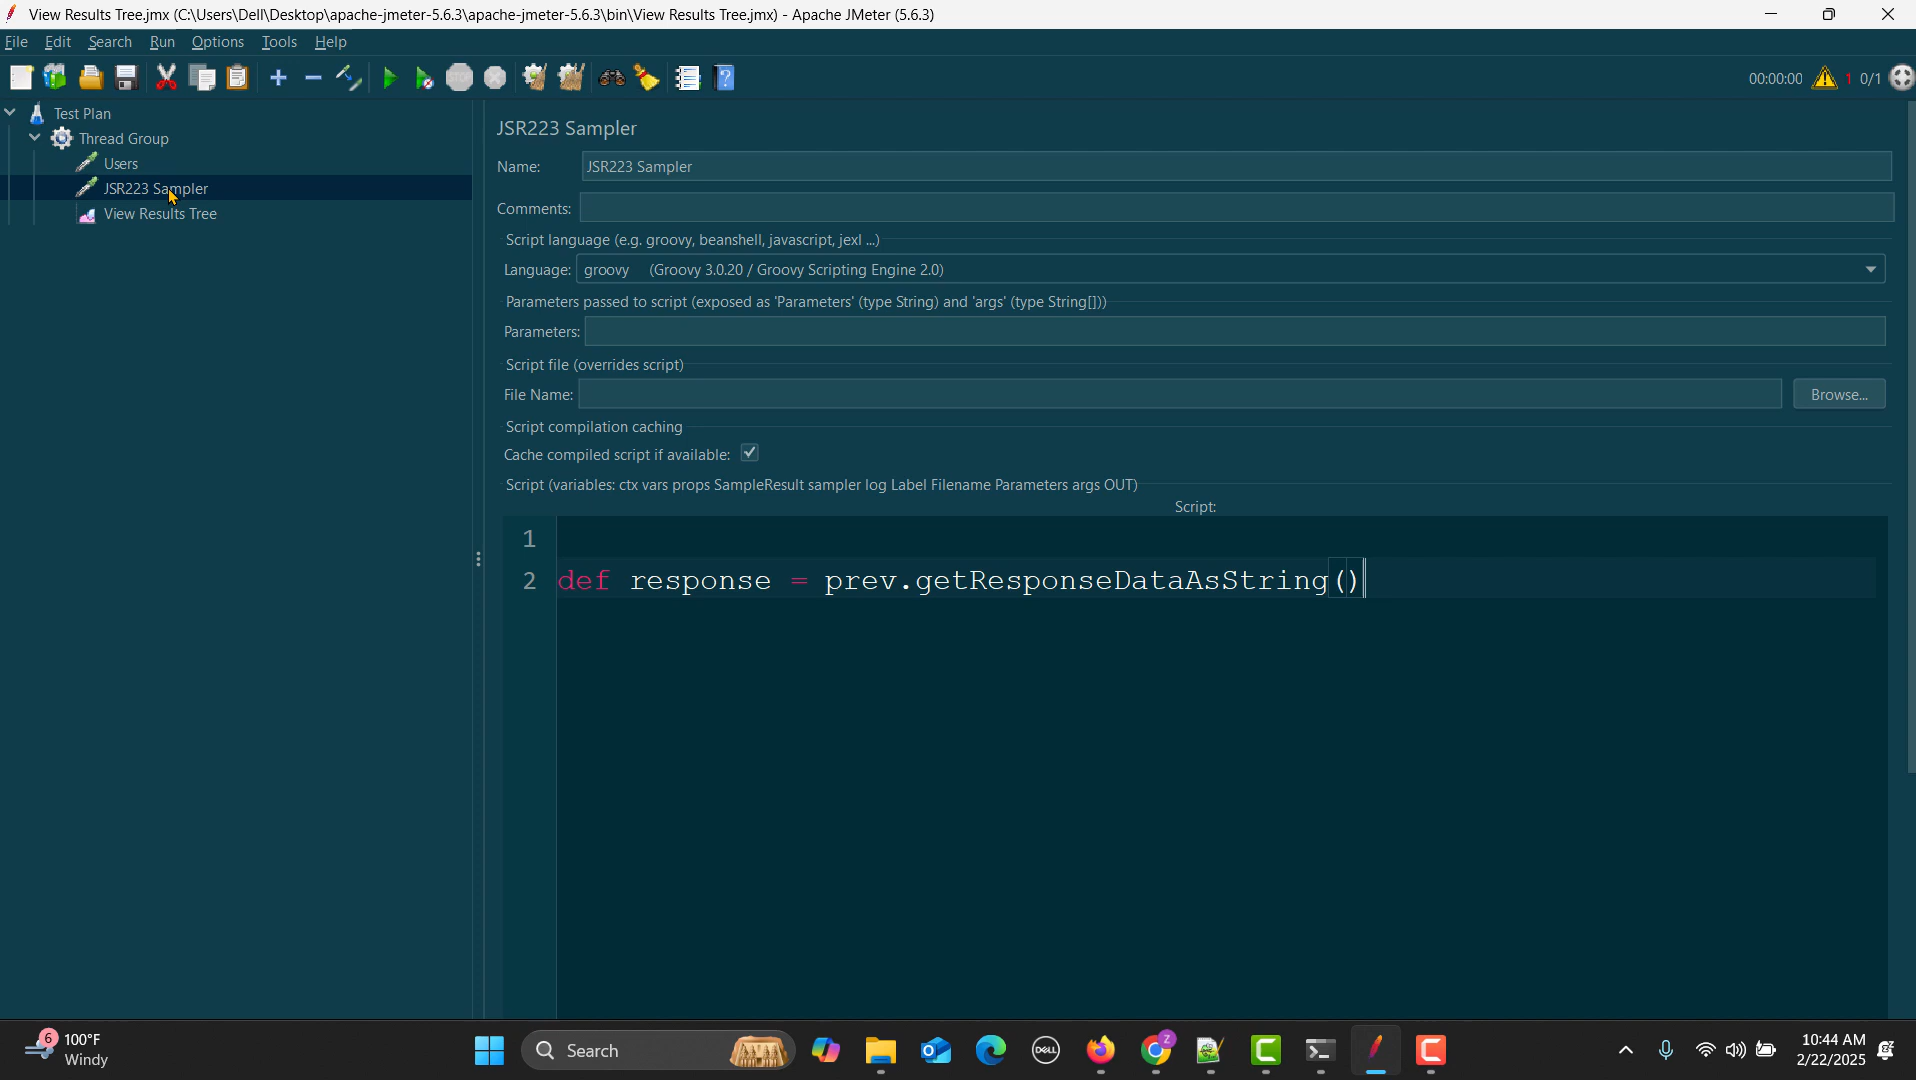 View Results Tree.jmx (C:\Users\Dell\Desktop\apache-jmeter-5.6.3\apache-jmeter-5.6.3\bin\View Results Tree.jmx) - Apache JMeter (5.6.3)
File Edit Search Run Options Tools Help
STOP
00:00:00 1 0/1
Test Plan
Thread Group
Users
JSR223 Sampler
View Results Tree
JSR223 Sampler
Name: JSR223 Sampler
Comments:
Script language (e.g. groovy, beanshell, javascript, jexl ...)
Language: groovy (Groovy 3.0.20 / Groovy Scripting Engine 2.0)
Parameters passed to script (exposed as 'Parameters' (type String) and 'args' (type String[]))
Parameters:
Script file (overrides script)
File Name: Browse...
Script compilation caching
Cache compiled script if available:
Script (variables: ctx vars props SampleResult sampler log Label Filename Parameters args OUT)
Script:
1
2 def response = prev.getResponseDataAsString()
6 100°F
Windy
Search
DELL
Z
10:44 AM
2/22/2025